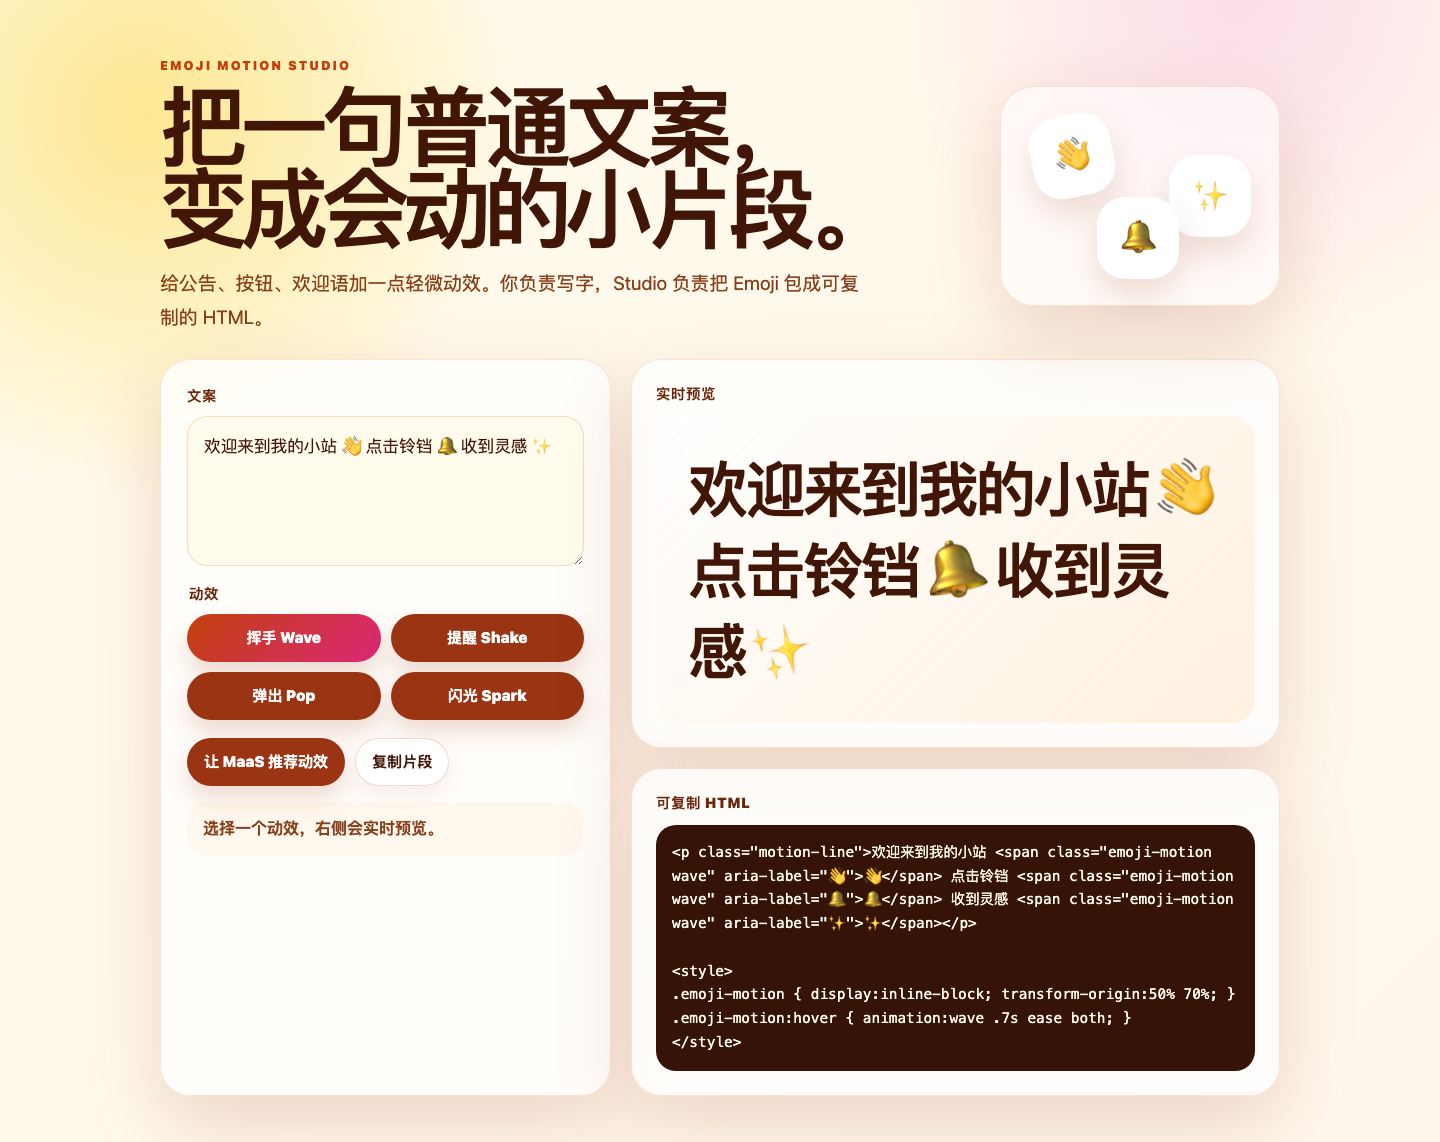 EMOJI MOTION STUDIO
把一句普通文案，
变成会动的小片段。
给公告、按钮、欢迎语加一点轻微动效。你负责写字，Studio 负责把 Emoji 包成可复
制的 HTML。
👋
✨
🔔
文案
欢迎来到我的小站 👋 点击铃铛 🔔 收到灵感 ✨
动效
挥手 Wave
提醒 Shake
弹出 Pop
闪光 Spark
让 MaaS 推荐动效
复制片段
选择一个动效，右侧会实时预览。
实时预览
欢迎来到我的小站👋
点击铃铛🔔收到灵
感✨
可复制 HTML
<p class="motion-line">欢迎来到我的小站 <span class="emoji-motion
wave" aria-label="👋">👋</span> 点击铃铛 <span class="emoji-motion
wave" aria-label="🔔">🔔</span> 收到灵感 <span class="emoji-motion
wave" aria-label="✨">✨</span></p>
<style>
.emoji-motion { display:inline-block; transform-origin:50% 70%; }
.emoji-motion:hover { animation:wave .7s ease both; }
</style>